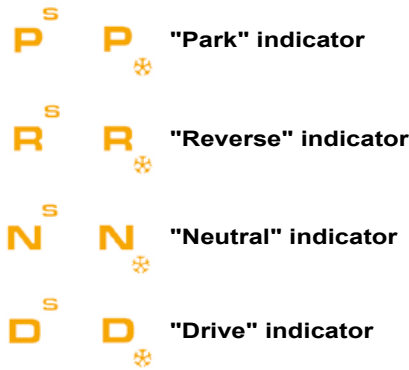 P S P "Park" indicator
R S R "Reverse" indicator
N S N "Neutral" indicator
D S D "Drive" indicator